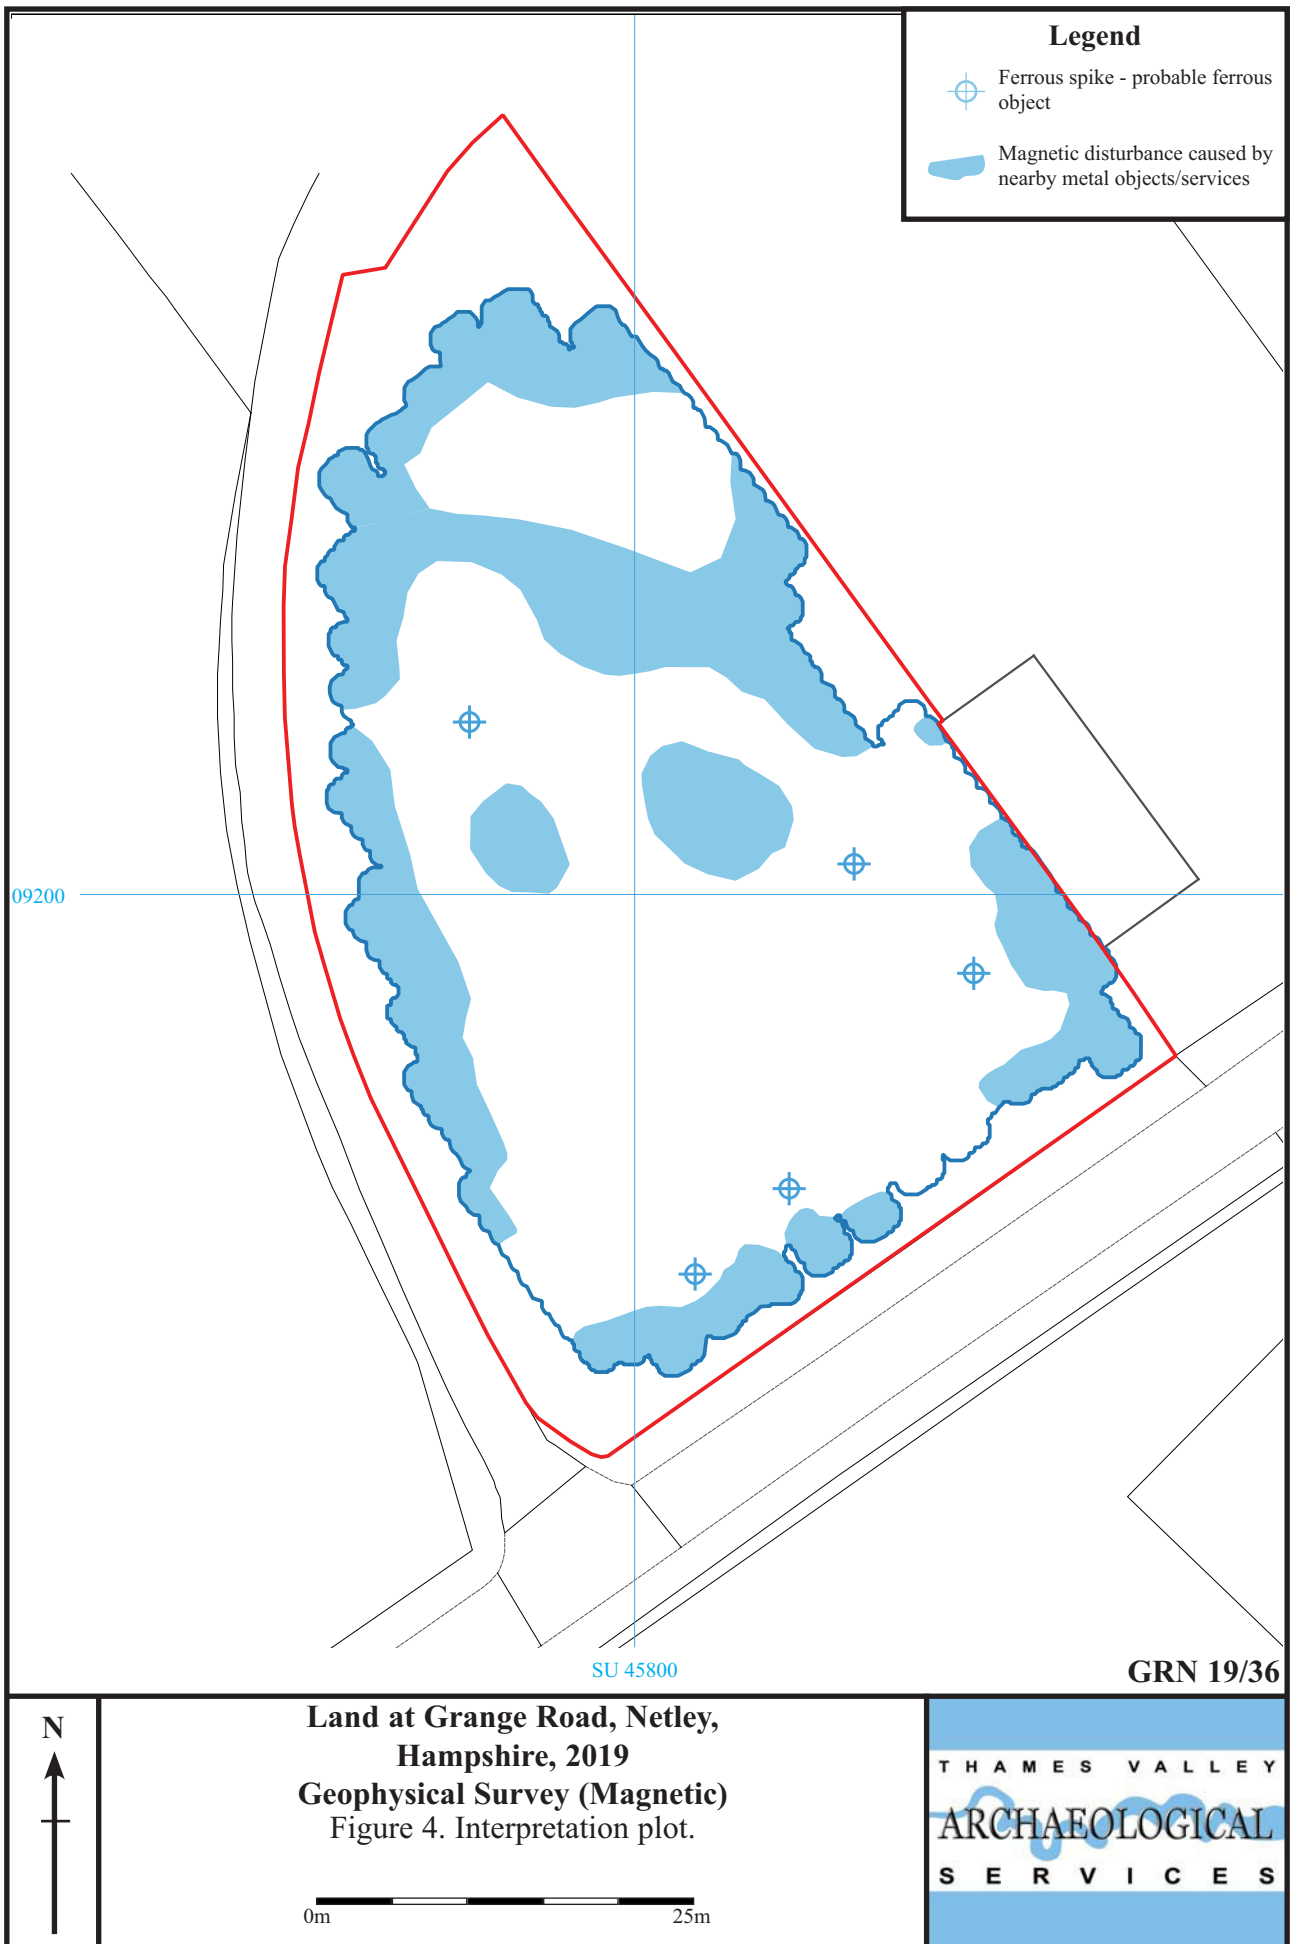 Legend
Ferrous spike - probable ferrous
object
Magnetic disturbance caused by
nearby metal objects/services
09200
SU 45800
GRN 19/36
N
Land at Grange Road, Netley,
Hampshire, 2019
Geophysical Survey (Magnetic)
Figure 4. Interpretation plot.
0m 25m
THAMES VALLEY
ARCHAEOLOGICAL
SERVICES